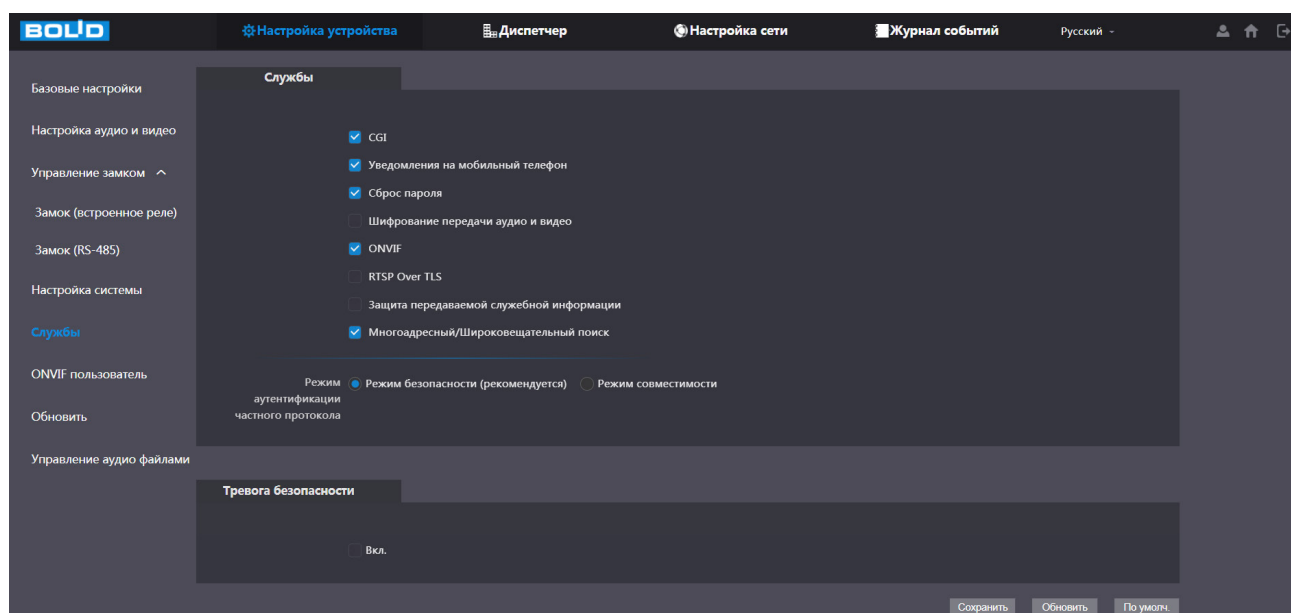 BOLID
Настройка устройства
Диспетчер
Настройка сети
Журнал событий
Русский
Базовые настройки
Настройка аудио и видео
Управление замком
Замок (встроенное реле)
Замок (RS-485)
Настройка системы
Службы
ONVIF пользователь
Обновить
Управление аудио файлами
Службы
CGI
Уведомления на мобильный телефон
Сброс пароля
Шифрование передачи аудио и видео
ONVIF
RTSP Over TLS
Защита передаваемой служебной информации
Многоадресный/Широковещательный поиск
Режим
аутентификации
частного протокола
Режим безопасности (рекомендуется)
Режим совместимости
Тревога безопасности
Вкл.
Сохранить
Обновить
По умолч.